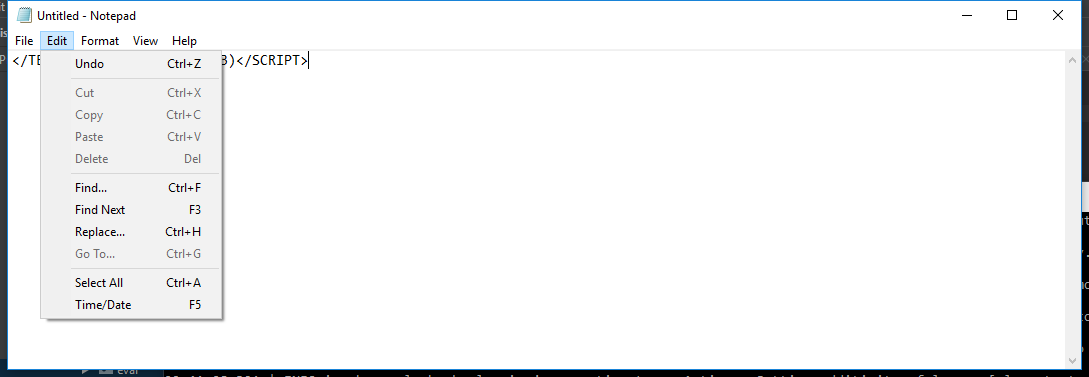 Untitled - Notepad
File Edit Format View Help
</TE 3)</SCRIPT>
Undo Ctrl+Z
Cut Ctrl+X
Copy Ctrl+C
Paste Ctrl+V
Delete Del
Find... Ctrl+F
Find Next F3
Replace... Ctrl+H
Go To... Ctrl+G
Select All Ctrl+A
Time/Date F5
eval